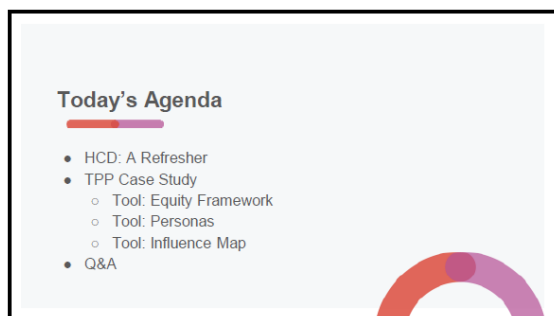 Today's Agenda
● HCD: A Refresher
● TPP Case Study
○ Tool: Equity Framework
○ Tool: Personas
○ Tool: Influence Map
● Q&A